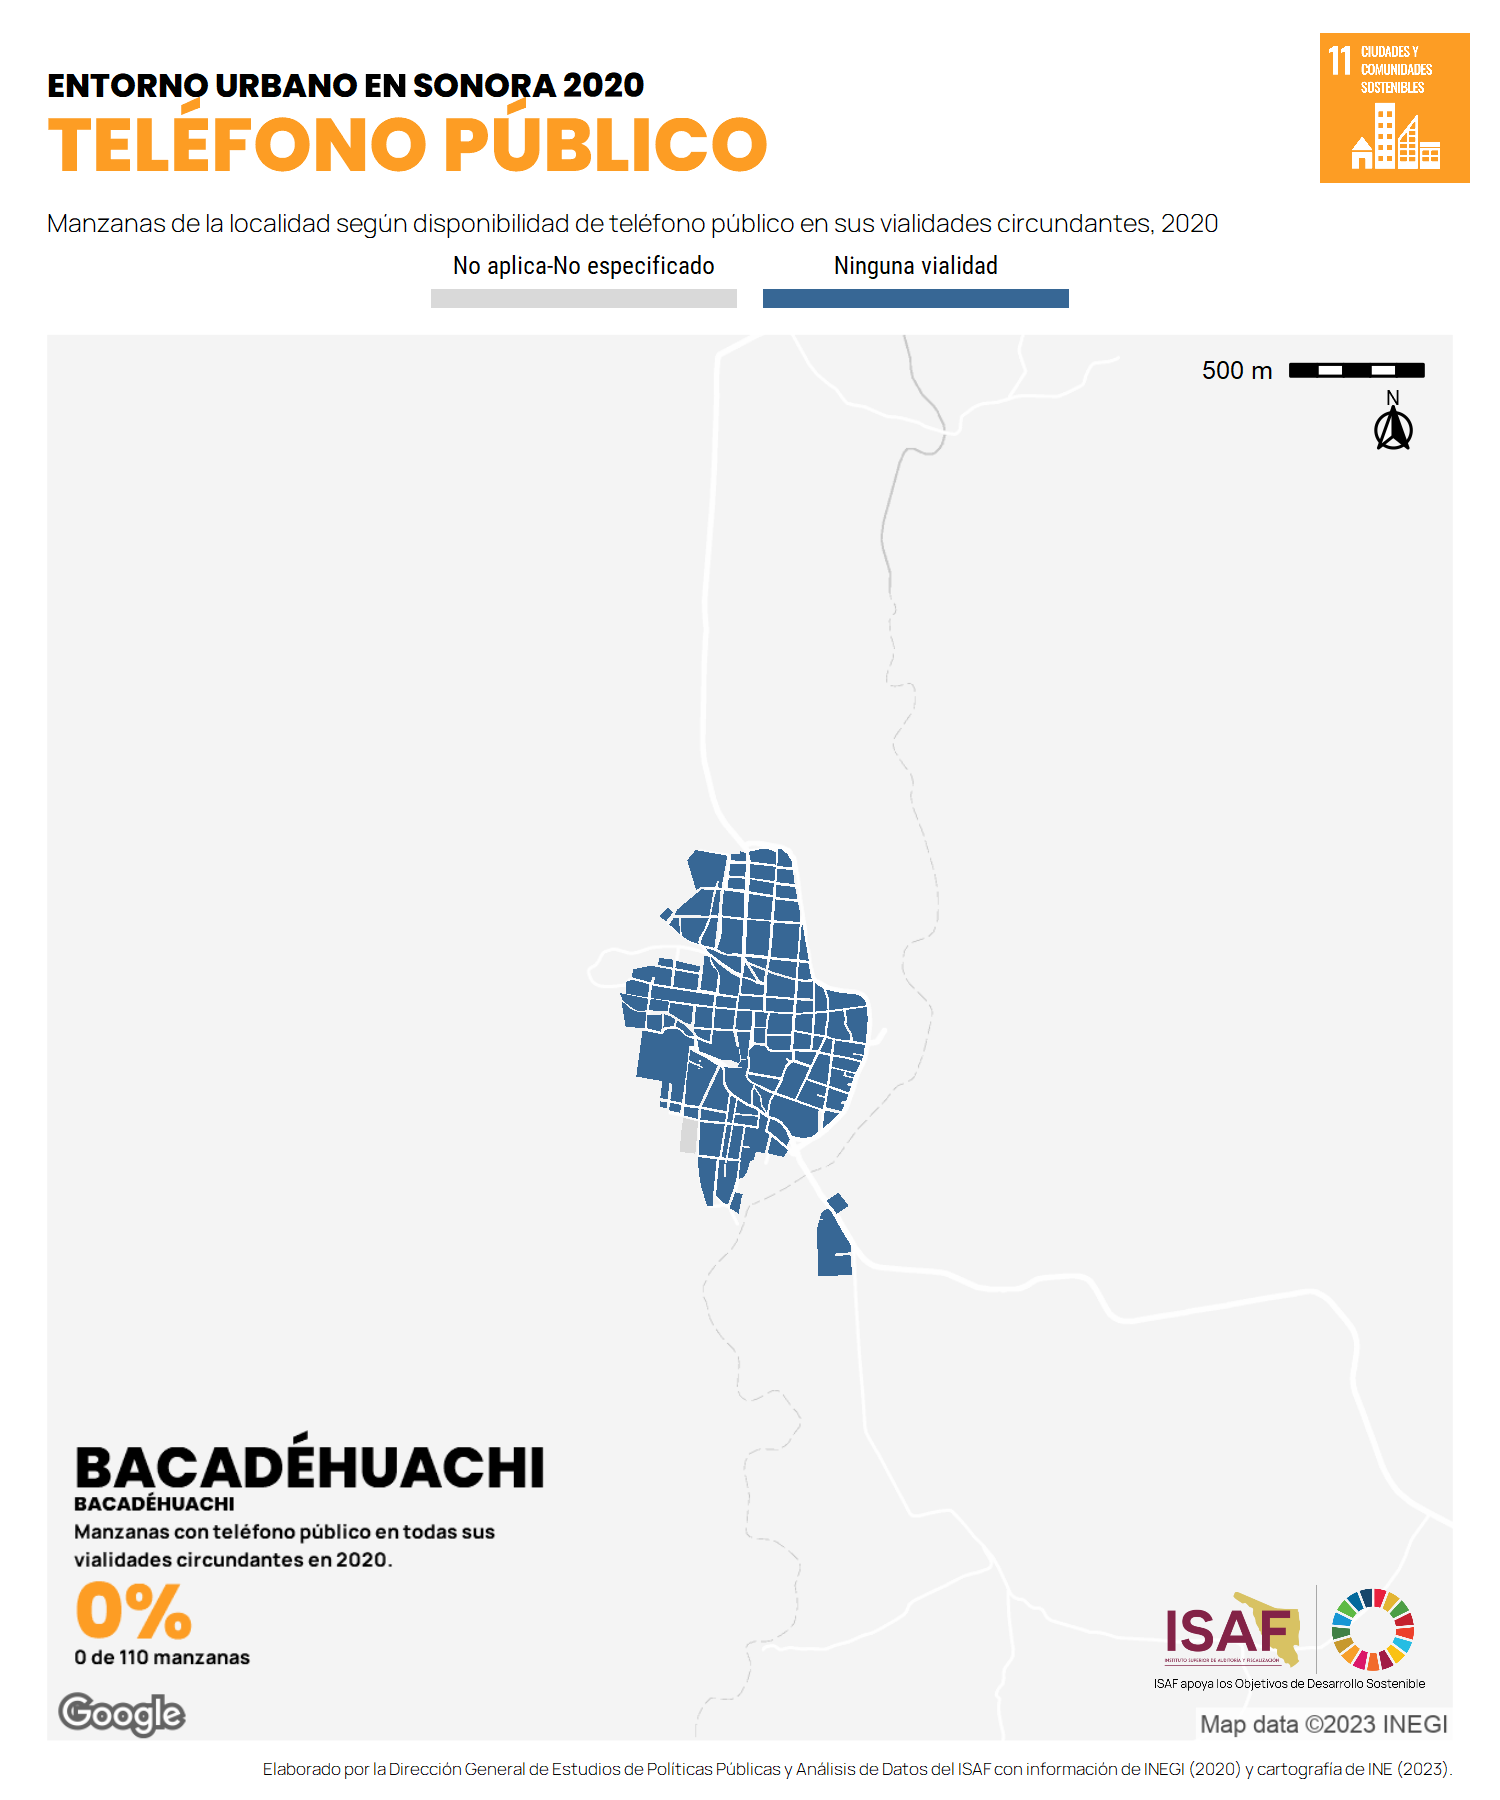 ENTORNO URBANO EN SONORA 2020
TELÉFONO PÚBLICO
11 CIUDADES Y
COMUNIDADES
SOSTENIBLES
Manzanas de la localidad según disponibilidad de teléfono público en sus vialidades circundantes, 2020
No aplica-No especificado
Ninguna vialidad
500 m
N
BACADÉHUACHI
BACADÉHUACHI
Manzanas con teléfono público en todas sus
vialidades circundantes en 2020.
0%
0 de 110 manzanas
Google
ISAF
INSTITUTO SUPERIOR DE AUDITORÍA Y FISCALIZACIÓN
ISAF apoya los Objetivos de Desarrollo Sostenible
Map data ©2023 INEGI
Elaborado por la Dirección General de Estudios de Políticas Públicas y Análisis de Datos del ISAF con información de INEGI (2020) y cartografía de INE (2023).